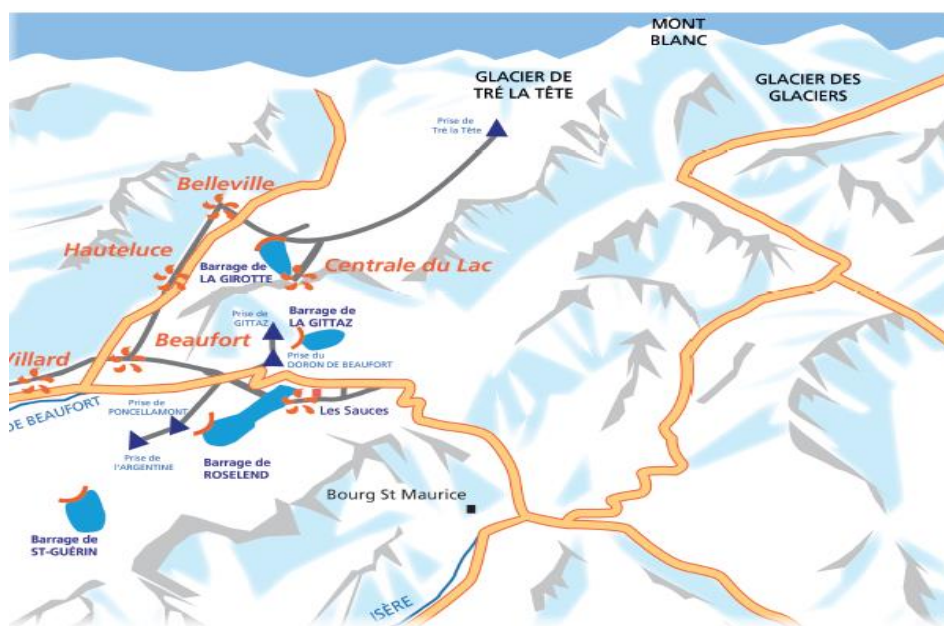 MONT
BLANC
GLACIER DE
TRÉ LA TÊTE
GLACIER DES
GLACIERS
Prise de
Tré la Tête
Belleville
Hauteluce
Barrage de
LA GIROTTE
Centrale du Lac
Prise de
GITTAZ
Barrage de
LA GITTAZ
Beaufort
Villard
Prise du
DORON DE BEAUFORT
DE BEAUFORT
Prise de
PONCELLAMONT
Les Sauces
Prise de
l'ARGENTINE
Barrage de
ROSELEND
Bourg St Maurice
Barrage de
ST-GUÉRIN
ISÈRE